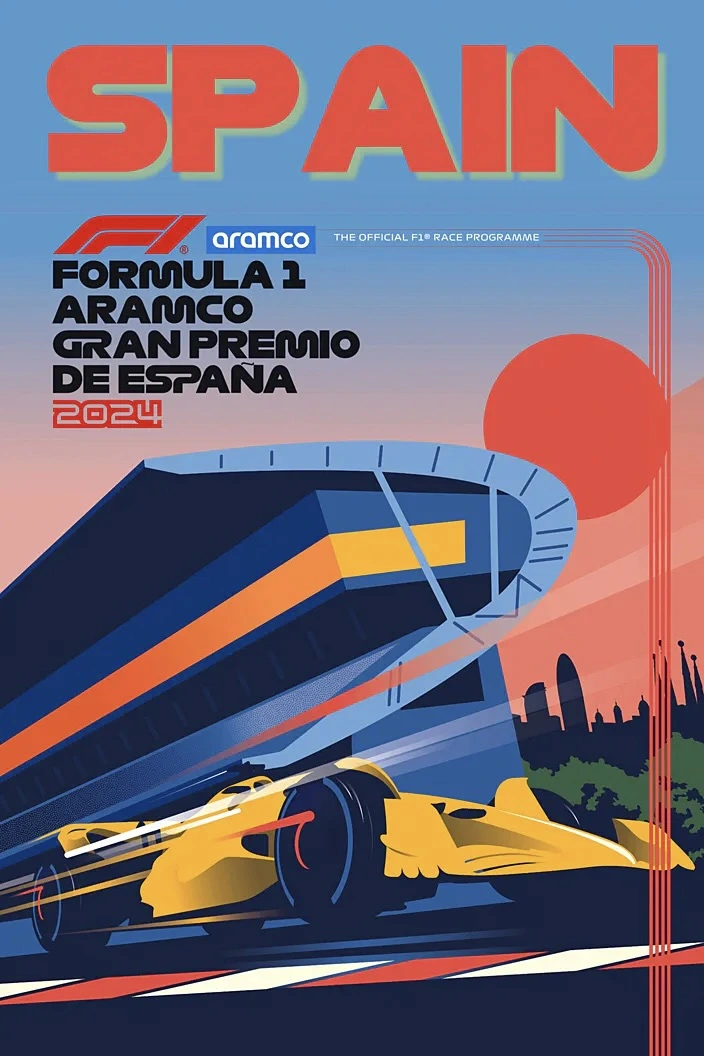 SPAIN
F1®
aramco
THE OFFICIAL F1® RACE PROGRAMME
FORMULA 1
ARAMCO
GRAN PREMIO
DE ESPAÑA
2024